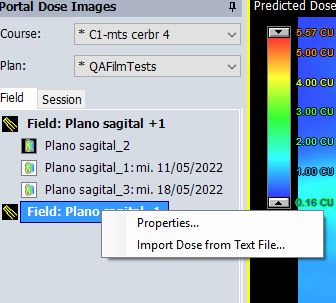 Portal Dose Images
Predicted Dose
Course: * C1-mts cerbr 4
Plan: * QAFilmTests
Field Session
Field: Plano sagital +1
Plano sagital_2
Plano sagital_3: mi. 11/05/2022
Plano sagital_1: mi. 18/05/2022
Field: Plano sagital -1
Properties...
Import Dose from Text File...
5.57 CU
5.00 CU
4.00 CU
3.00 CU
2.00 CU
1.00 CU
0.16 CU